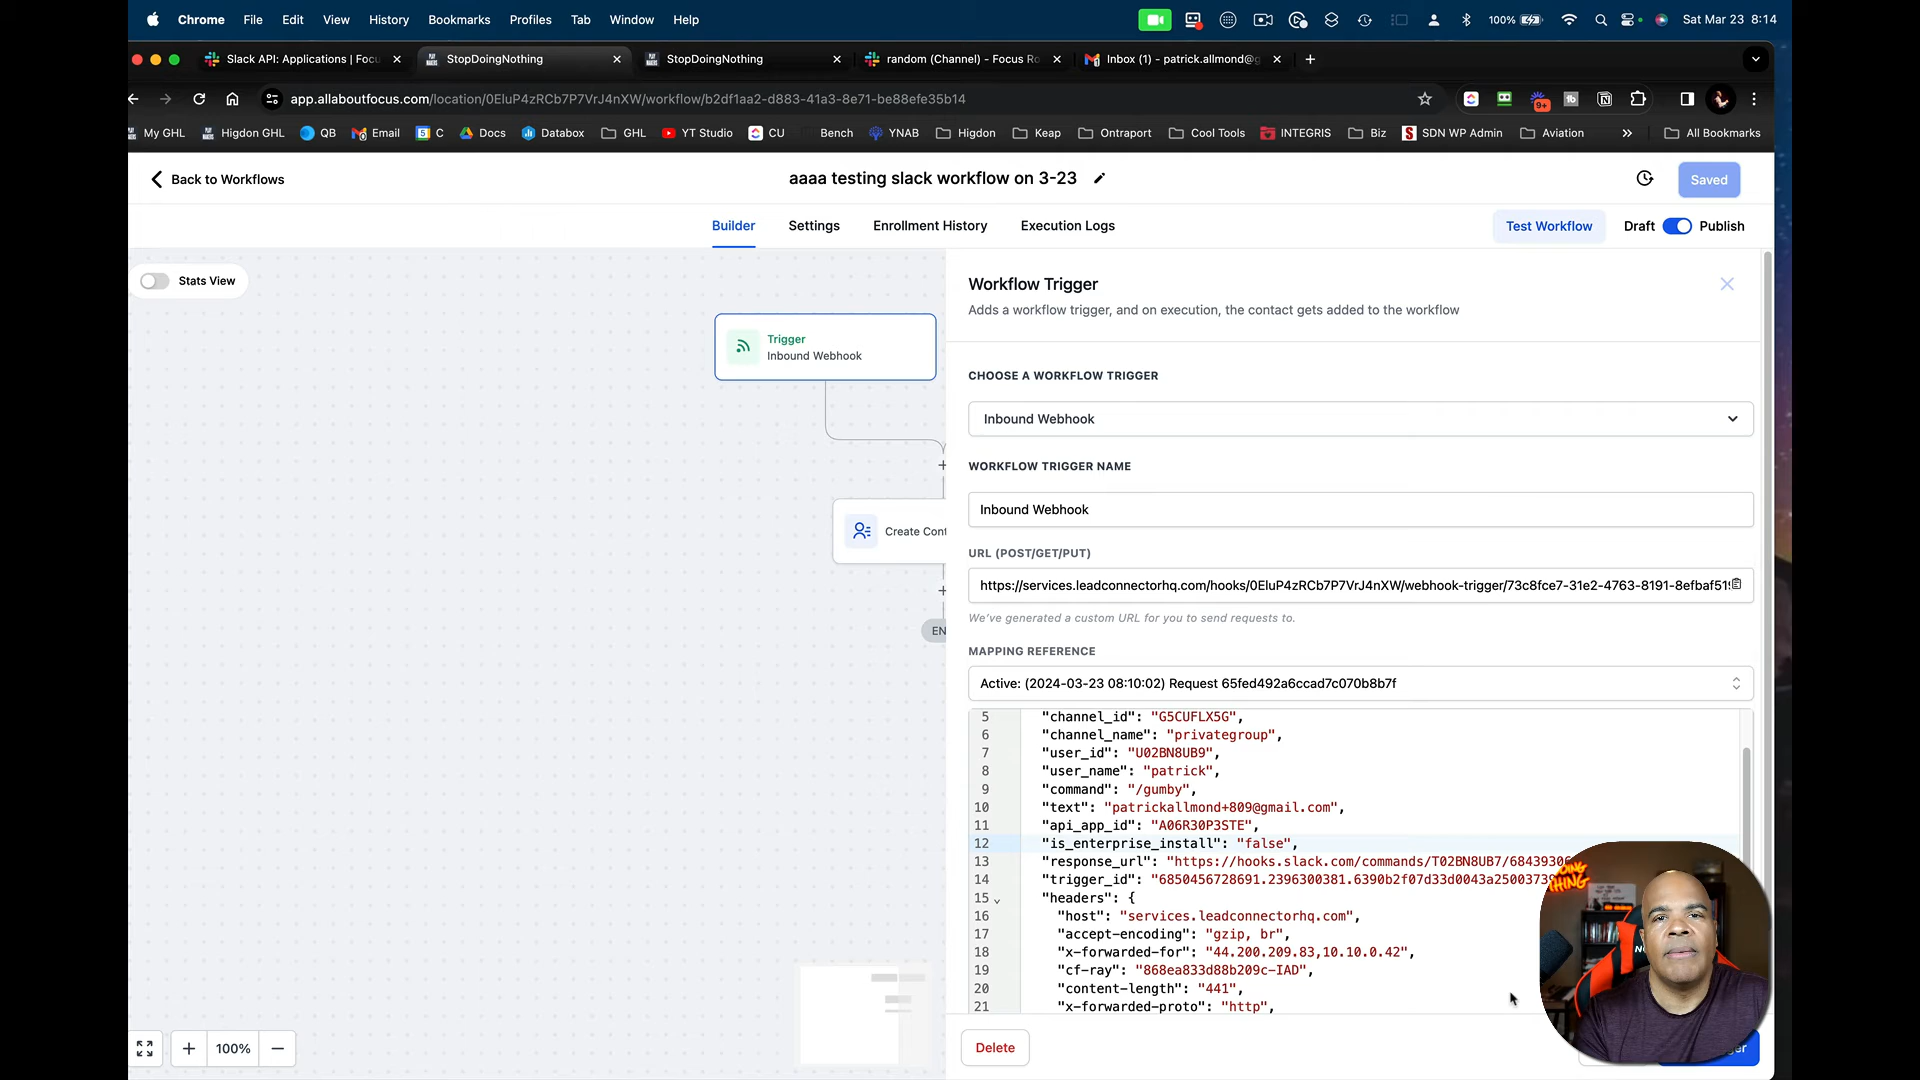 Chrome File Edit View History Bookmarks Profiles Tab Window Help 100% Sat Mar 23 8:14
Slack API: Applications | Focu StopDoingNothing StopDoingNothing random (Channel) - Focus Ro Inbox (1) - patrick.allmond@g
app.allaboutfocus.com/location/0EluP4zRCb7P7VrJ4nXW/workflow/b2df1aa2-d883-41a3-8e71-be88efe35b14 9+
My GHL Higdon GHL QB Email 5 C Docs Databox GHL YT Studio CU Bench YNAB Higdon Keap Ontraport Cool Tools INTEGRIS Biz SDN WP Admin Aviation All Bookmarks
Back to Workflows aaaa testing slack workflow on 3-23 Saved
Builder Settings Enrollment History Execution Logs Test Workflow Draft Publish
Stats View
Trigger
Inbound Webhook
Create Cont
EN
100%
Workflow Trigger
Adds a workflow trigger, and on execution, the contact gets added to the workflow
CHOOSE A WORKFLOW TRIGGER
Inbound Webhook
WORKFLOW TRIGGER NAME
Inbound Webhook
URL (POST/GET/PUT)
https://services.leadconnectorhq.com/hooks/0EluP4zRCb7P7VrJ4nXW/webhook-trigger/73c8fce7-31e2-4763-8191-8efbaf519
We've generated a custom URL for you to send requests to.
MAPPING REFERENCE
Active: (2024-03-23 08:10:02) Request 65fed492a6ccad7c070b8b7f
5 "channel_id": "G5CUFLX5G",
6 "channel_name": "privategroup",
7 "user_id": "U02BN8UB9",
8 "user_name": "patrick",
9 "command": "/gumby",
10 "text": "patrickallmond+809@gmail.com",
11 "api_app_id": "A06R30P3STE",
12 "is_enterprise_install": "false",
13 "response_url": "https://hooks.slack.com/commands/T02BN8UB7/68439306
14 "trigger_id": "6850456728691.2396300381.6390b2f07d33d0043a25003739
15 "headers": {
16 "host": "services.leadconnectorhq.com",
17 "accept-encoding": "gzip, br",
18 "x-forwarded-for": "44.200.209.83,10.10.0.42",
19 "cf-ray": "868ea833d88b209c-IAD",
20 "content-length": "441",
21 "x-forwarded-proto": "http",
Delete